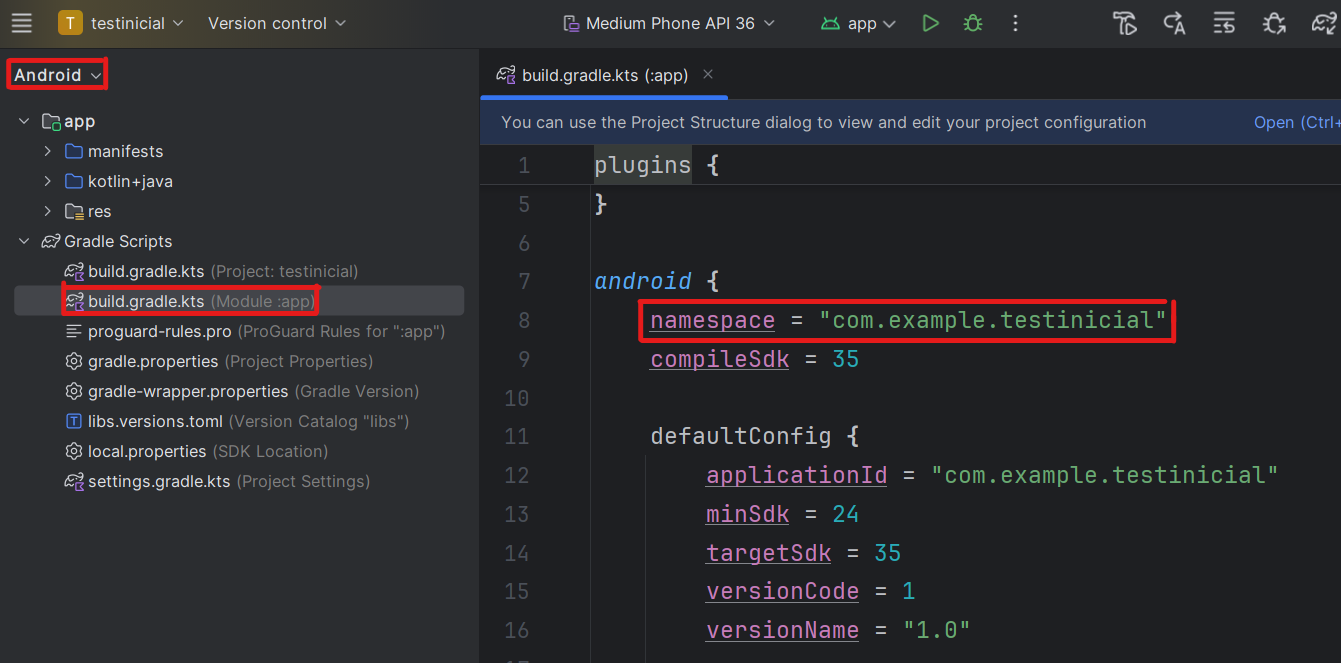 T testinicial Version control Medium Phone API 36 app
Android
app
manifests
kotlin+java
res
Gradle Scripts
build.gradle.kts (Project: testinicial)
build.gradle.kts (Module :app)
proguard-rules.pro (ProGuard Rules for ":app")
gradle.properties (Project Properties)
gradle-wrapper.properties (Gradle Version)
libs.versions.toml (Version Catalog "libs")
local.properties (SDK Location)
settings.gradle.kts (Project Settings)
build.gradle.kts (:app)
You can use the Project Structure dialog to view and edit your project configuration Open (Ctrl+
1 plugins {
5 }
6
7 android {
8 namespace = "com.example.testinicial"
9 compileSdk = 35
10
11 defaultConfig {
12 applicationId = "com.example.testinicial"
13 minSdk = 24
14 targetSdk = 35
15 versionCode = 1
16 versionName = "1.0"